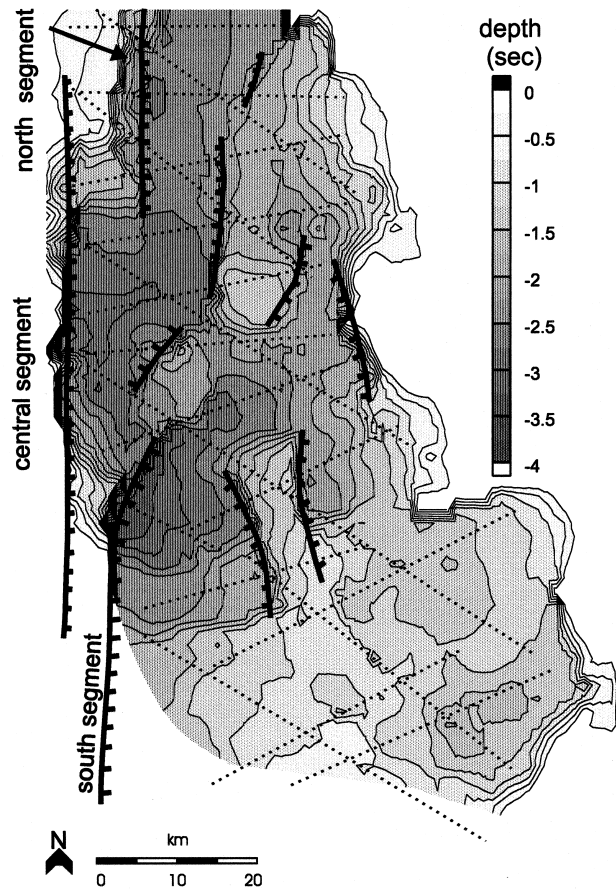 depth
(sec)
0
-0.5
-1
-1.5
-2
-2.5
-3
-3.5
-4
north segment
central segment
south segment
N
km
0 10 20